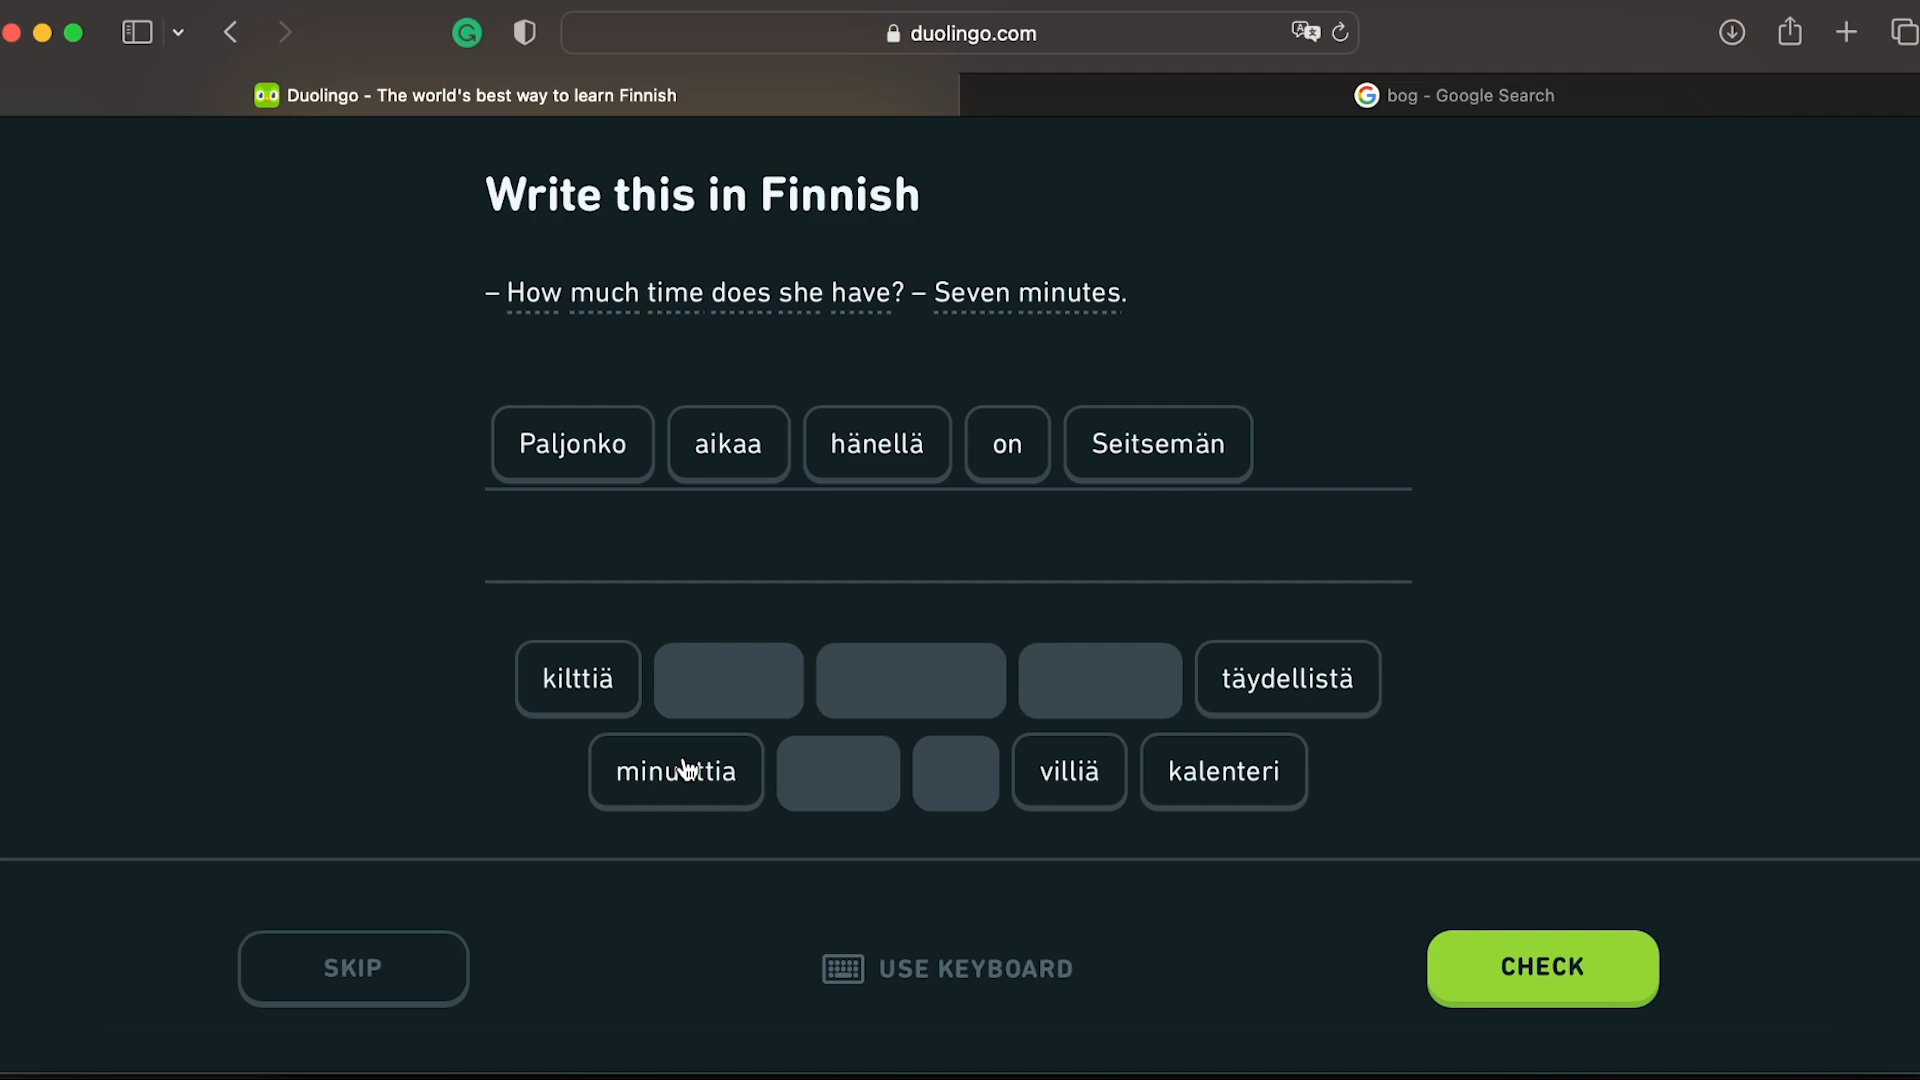 duolingo.com
Duolingo - The world's best way to learn Finnish
bog - Google Search
Write this in Finnish
– How much time does she have? – Seven minutes.
Paljonko aikaa hänellä on Seitsemän
kilttiä täydellistä
minuuttia villiä kalenteri
SKIP USE KEYBOARD CHECK